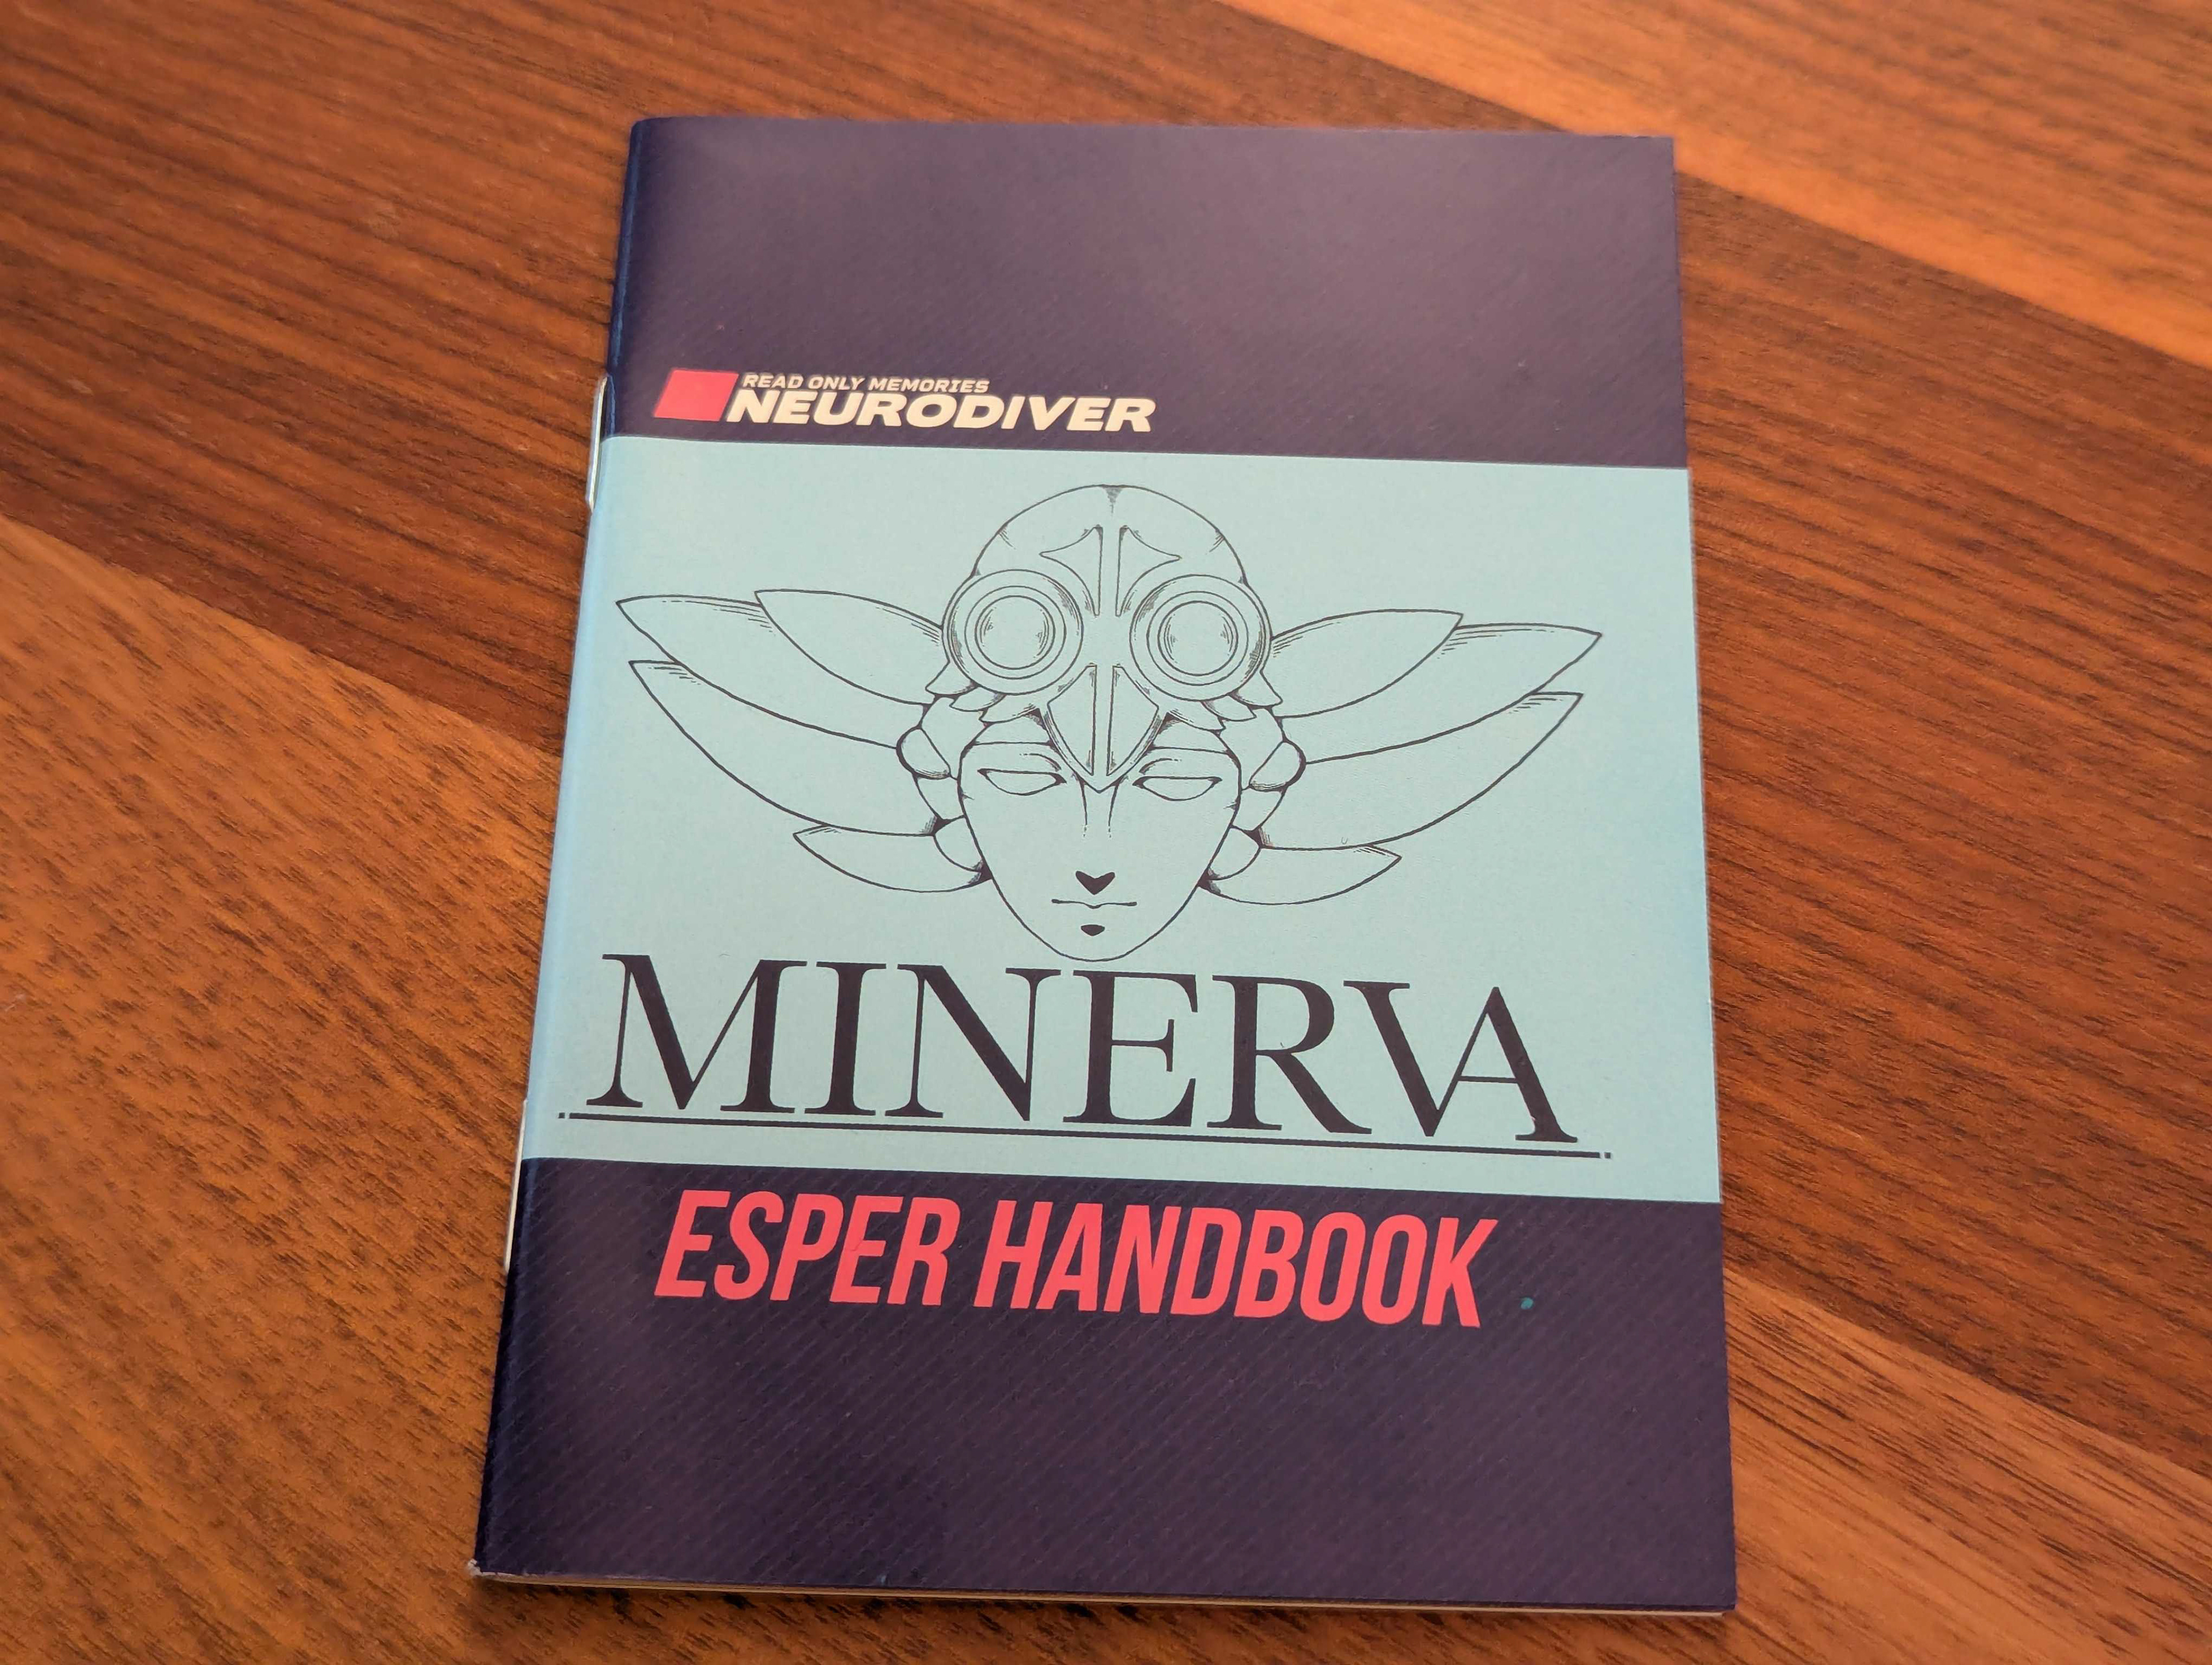 READ ONLY MEMORIES
NEURODIVER
MINERVA
ESPER HANDBOOK